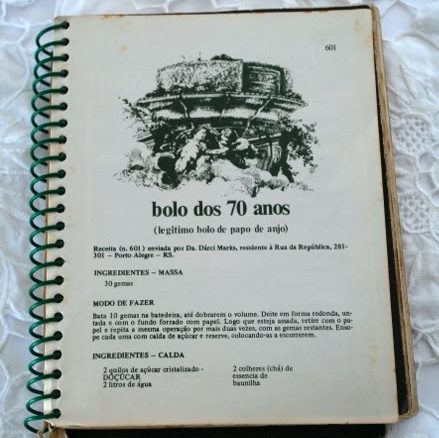 601
bolo dos 70 anos
(legítimo bolo de papo de anjo)
Receita (n. 601) enviada por Da. Dárci Marks, residente à Rua da República, 281-
301 – Porto Alegre – RS.
INGREDIENTES – MASSA
30 gemas
MODO DE FAZER
Bata 10 gemas na batedeira, até dobrarem o volume. Deite em forma redonda, un-
tada e com o fundo forrado com papel. Logo que esteja assada, retire com o pa-
pel e repita a mesma operação por mais duas vezes, com as gemas restantes. Enso-
pe cada uma com calda de açúcar e reserve, colocando-as a escorrerem.
INGREDIENTES – CALDA
2 quilos de açúcar cristalizado -
DOÇÚCAR
2 litros de água
2 colheres (chá) de
essencia de
baunilha